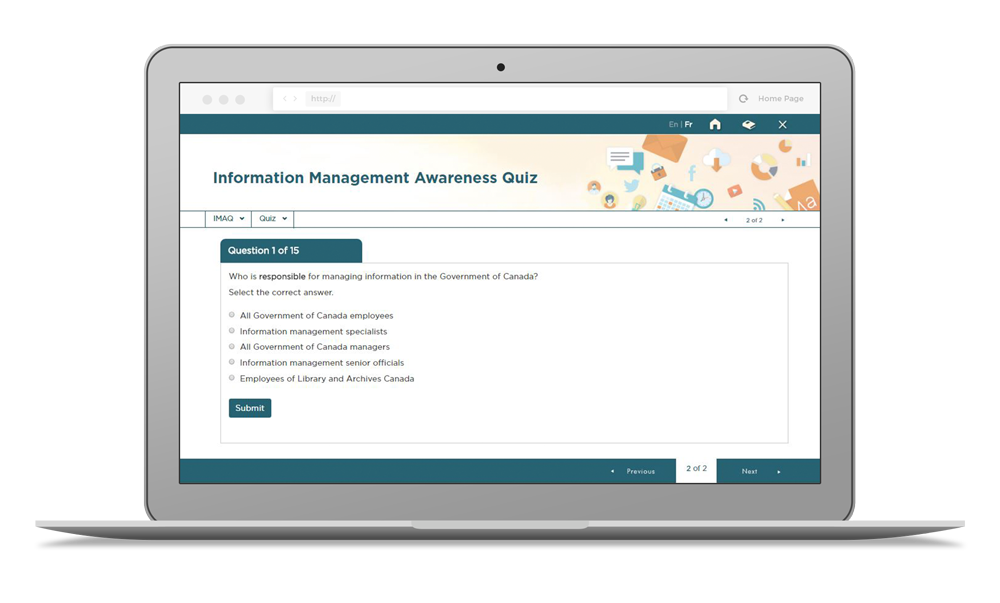 http://
Home Page
En | Fr
Information Management Awareness Quiz
IMAQ
Quiz
2 of 2
Question 1 of 15
Who is responsible for managing information in the Government of Canada?
Select the correct answer.
All Government of Canada employees
Information management specialists
All Government of Canada managers
Information management senior officials
Employees of Library and Archives Canada
Submit
Previous
2 of 2
Next